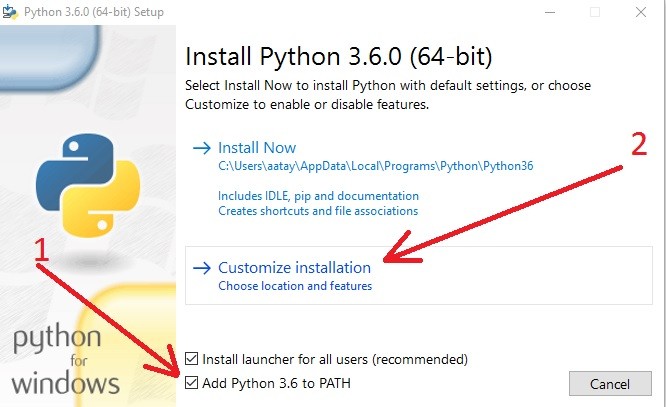 Python 3.6.0 (64-bit) Setup
Install Python 3.6.0 (64-bit)
Select Install Now to install Python with default settings, or choose
Customize to enable or disable features.
Install Now
C:\Users\aatay\AppData\Local\Programs\Python\Python36
Includes IDLE, pip and documentation
Creates shortcuts and file associations
2
1
Customize installation
Choose location and features
python
for
windows
Install launcher for all users (recommended)
Add Python 3.6 to PATH
Cancel